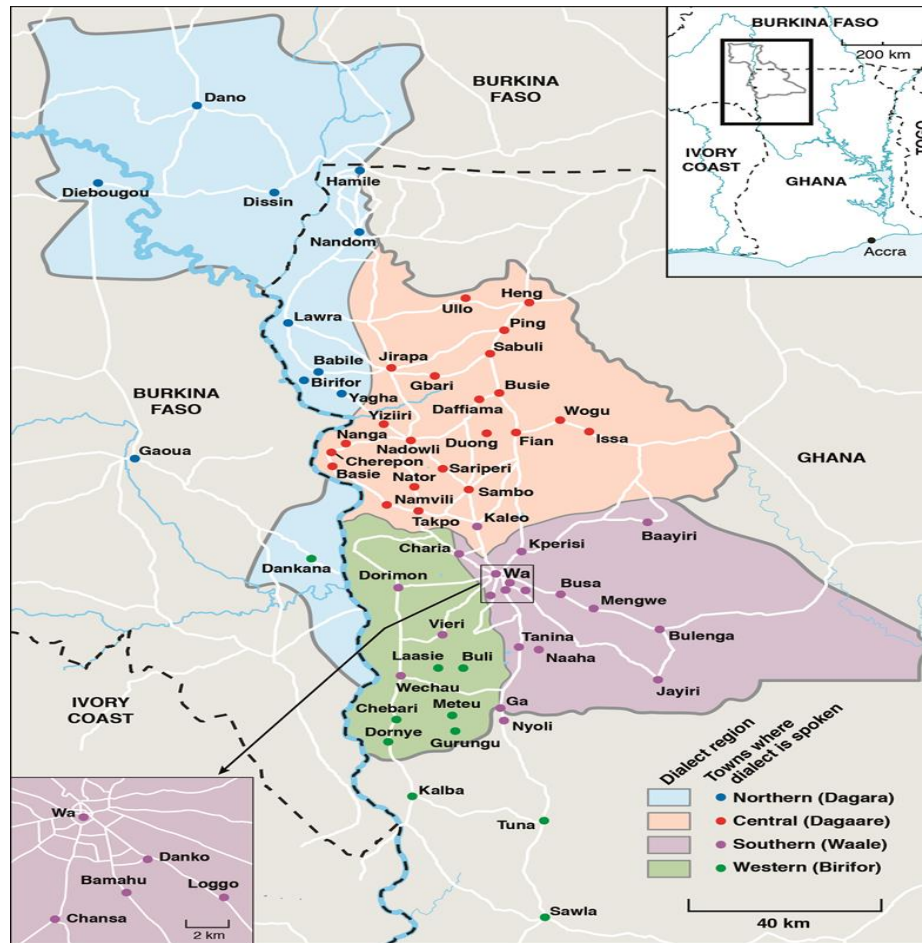 BURKINA FASO
200 km
IVORY
COAST
GHANA
TOGO
Accra
BURKINA
FASO
Dano
Diebougou
Dissin
Hamile
Nandom
Heng
Ullo
Ping
Lawra
Sabuli
Babile
Jirapa
Birifor
Gbari
Busie
Yagha
Daffiama
Wogu
BURKINA
FASO
Yiziiri
Nanga
Nadowli
Duong
Fian
Issa
Gaoua
Cherepon
Sariperi
GHANA
Basie
Nator
Sambo
Namvili
Takpo
Kaleo
Baayiri
Charia
Kperisi
Dankana
Dorimon
Wa
Busa
Mengwe
Vieri
Tanina
Bulenga
Laasie
Buli
Naaha
IVORY
COAST
Wechau
Jayiri
Chebari
Meteu
Ga
Dornye
Gurungu
Nyoli
Kalba
Tuna
Sawla
Dialect region
Towns where
dialect is spoken
Northern (Dagara)
Central (Dagaare)
Southern (Waale)
Western (Birifor)
40 km
Wa
Danko
Bamahu
Loggo
Chansa
2 km